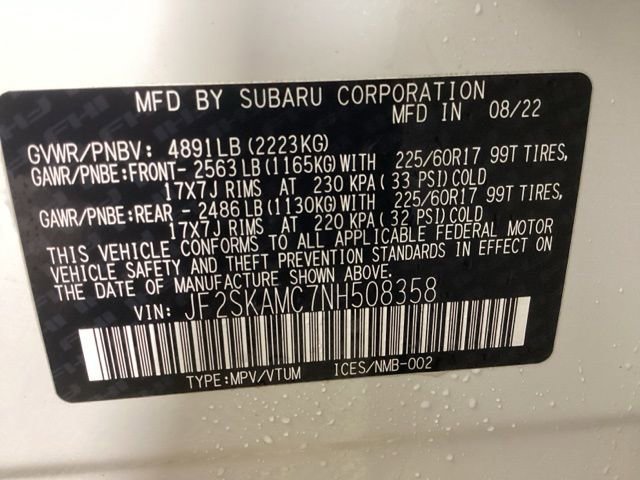 MFD BY SUBARU CORPORATION
MFD IN 08/22
GVWR/PNBV: 4891LB (2223KG)
GAWR/PNBE:FRONT- 2563LB (1165KG)WITH 225/60R17 99T TIRES,
17X7J RIMS AT 230 KPA(33 PSI)COLD
GAWR/PNBE:REAR - 2486LB (1130KG)WITH 225/60R17 99T TIRES,
17X7J RIMS AT 220 KPA(32 PSI)COLD
THIS VEHICLE CONFORMS TO ALL APPLICABLE FEDERAL MOTOR
VEHICLE SAFETY AND THEFT PREVENTION STANDARDS IN EFFECT ON
THE DATE OF MANUFACTURE SHOWN ABOVE.
VIN: JF2SKAMC7NH508358
TYPE:MPV/VTUM ICES/NMB-002